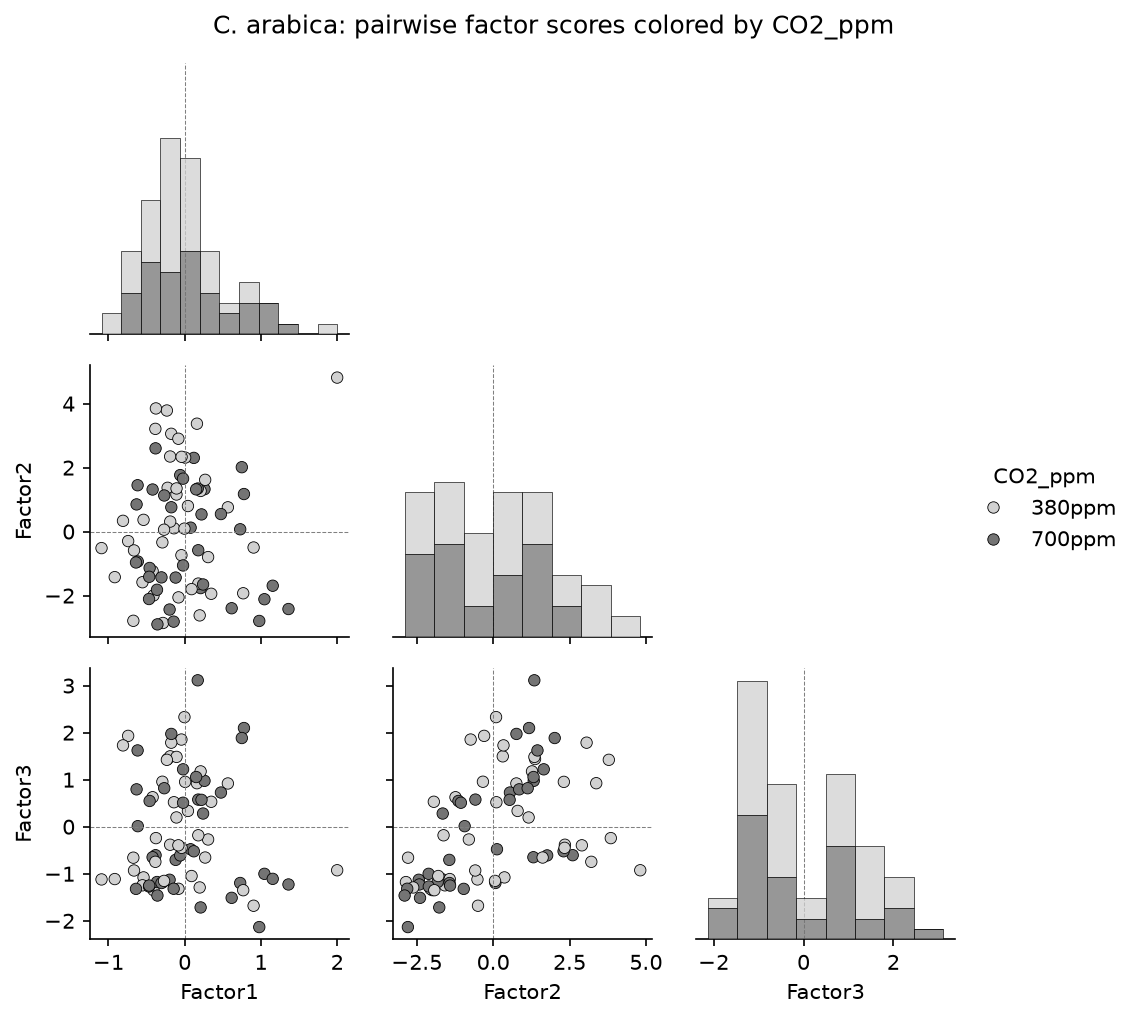 C. arabica: pairwise factor scores colored by CO2_ppm
Factor2
4
2
0
−2
CO2_ppm
380ppm
700ppm
Factor3
3
2
1
0
−1
−2
−1 0 1 2
−2.5 0.0 2.5 5.0
−2 0 2
Factor1
Factor2
Factor3